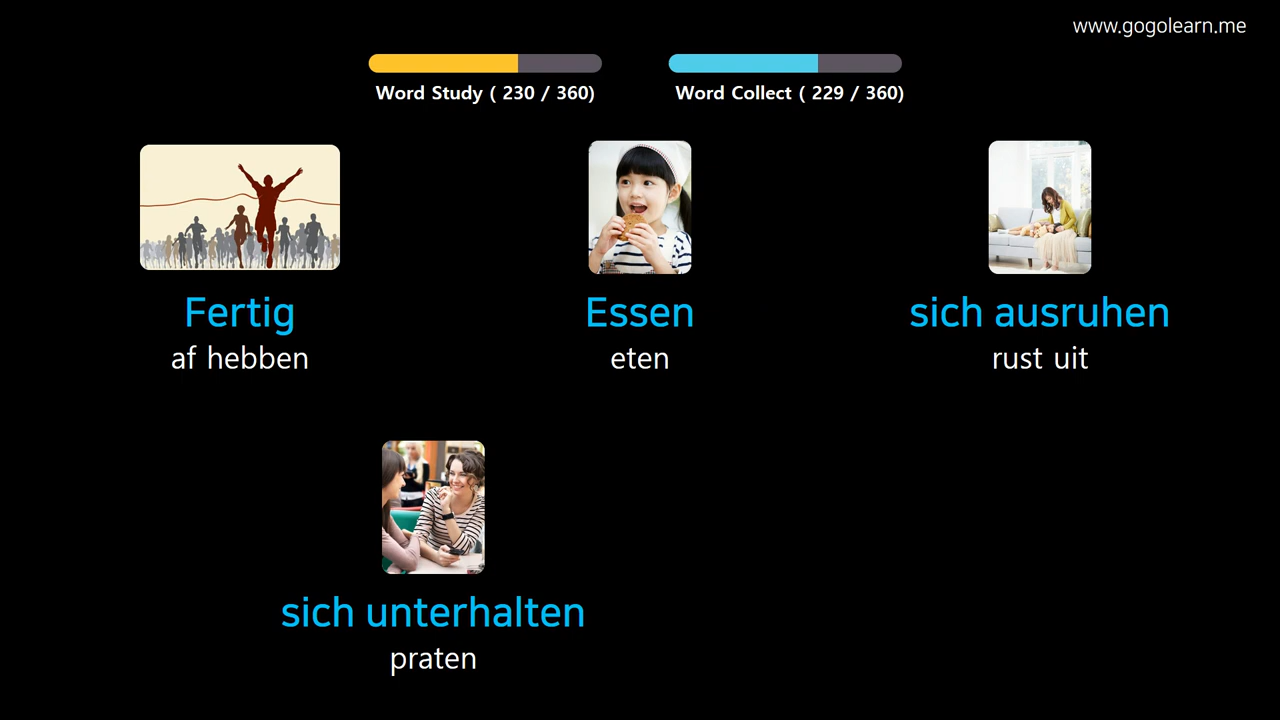 www.gogolearn.me
Word Study ( 230 / 360)
Word Collect ( 229 / 360)
Fertig
af hebben
Essen
eten
sich ausruhen
rust uit
sich unterhalten
praten